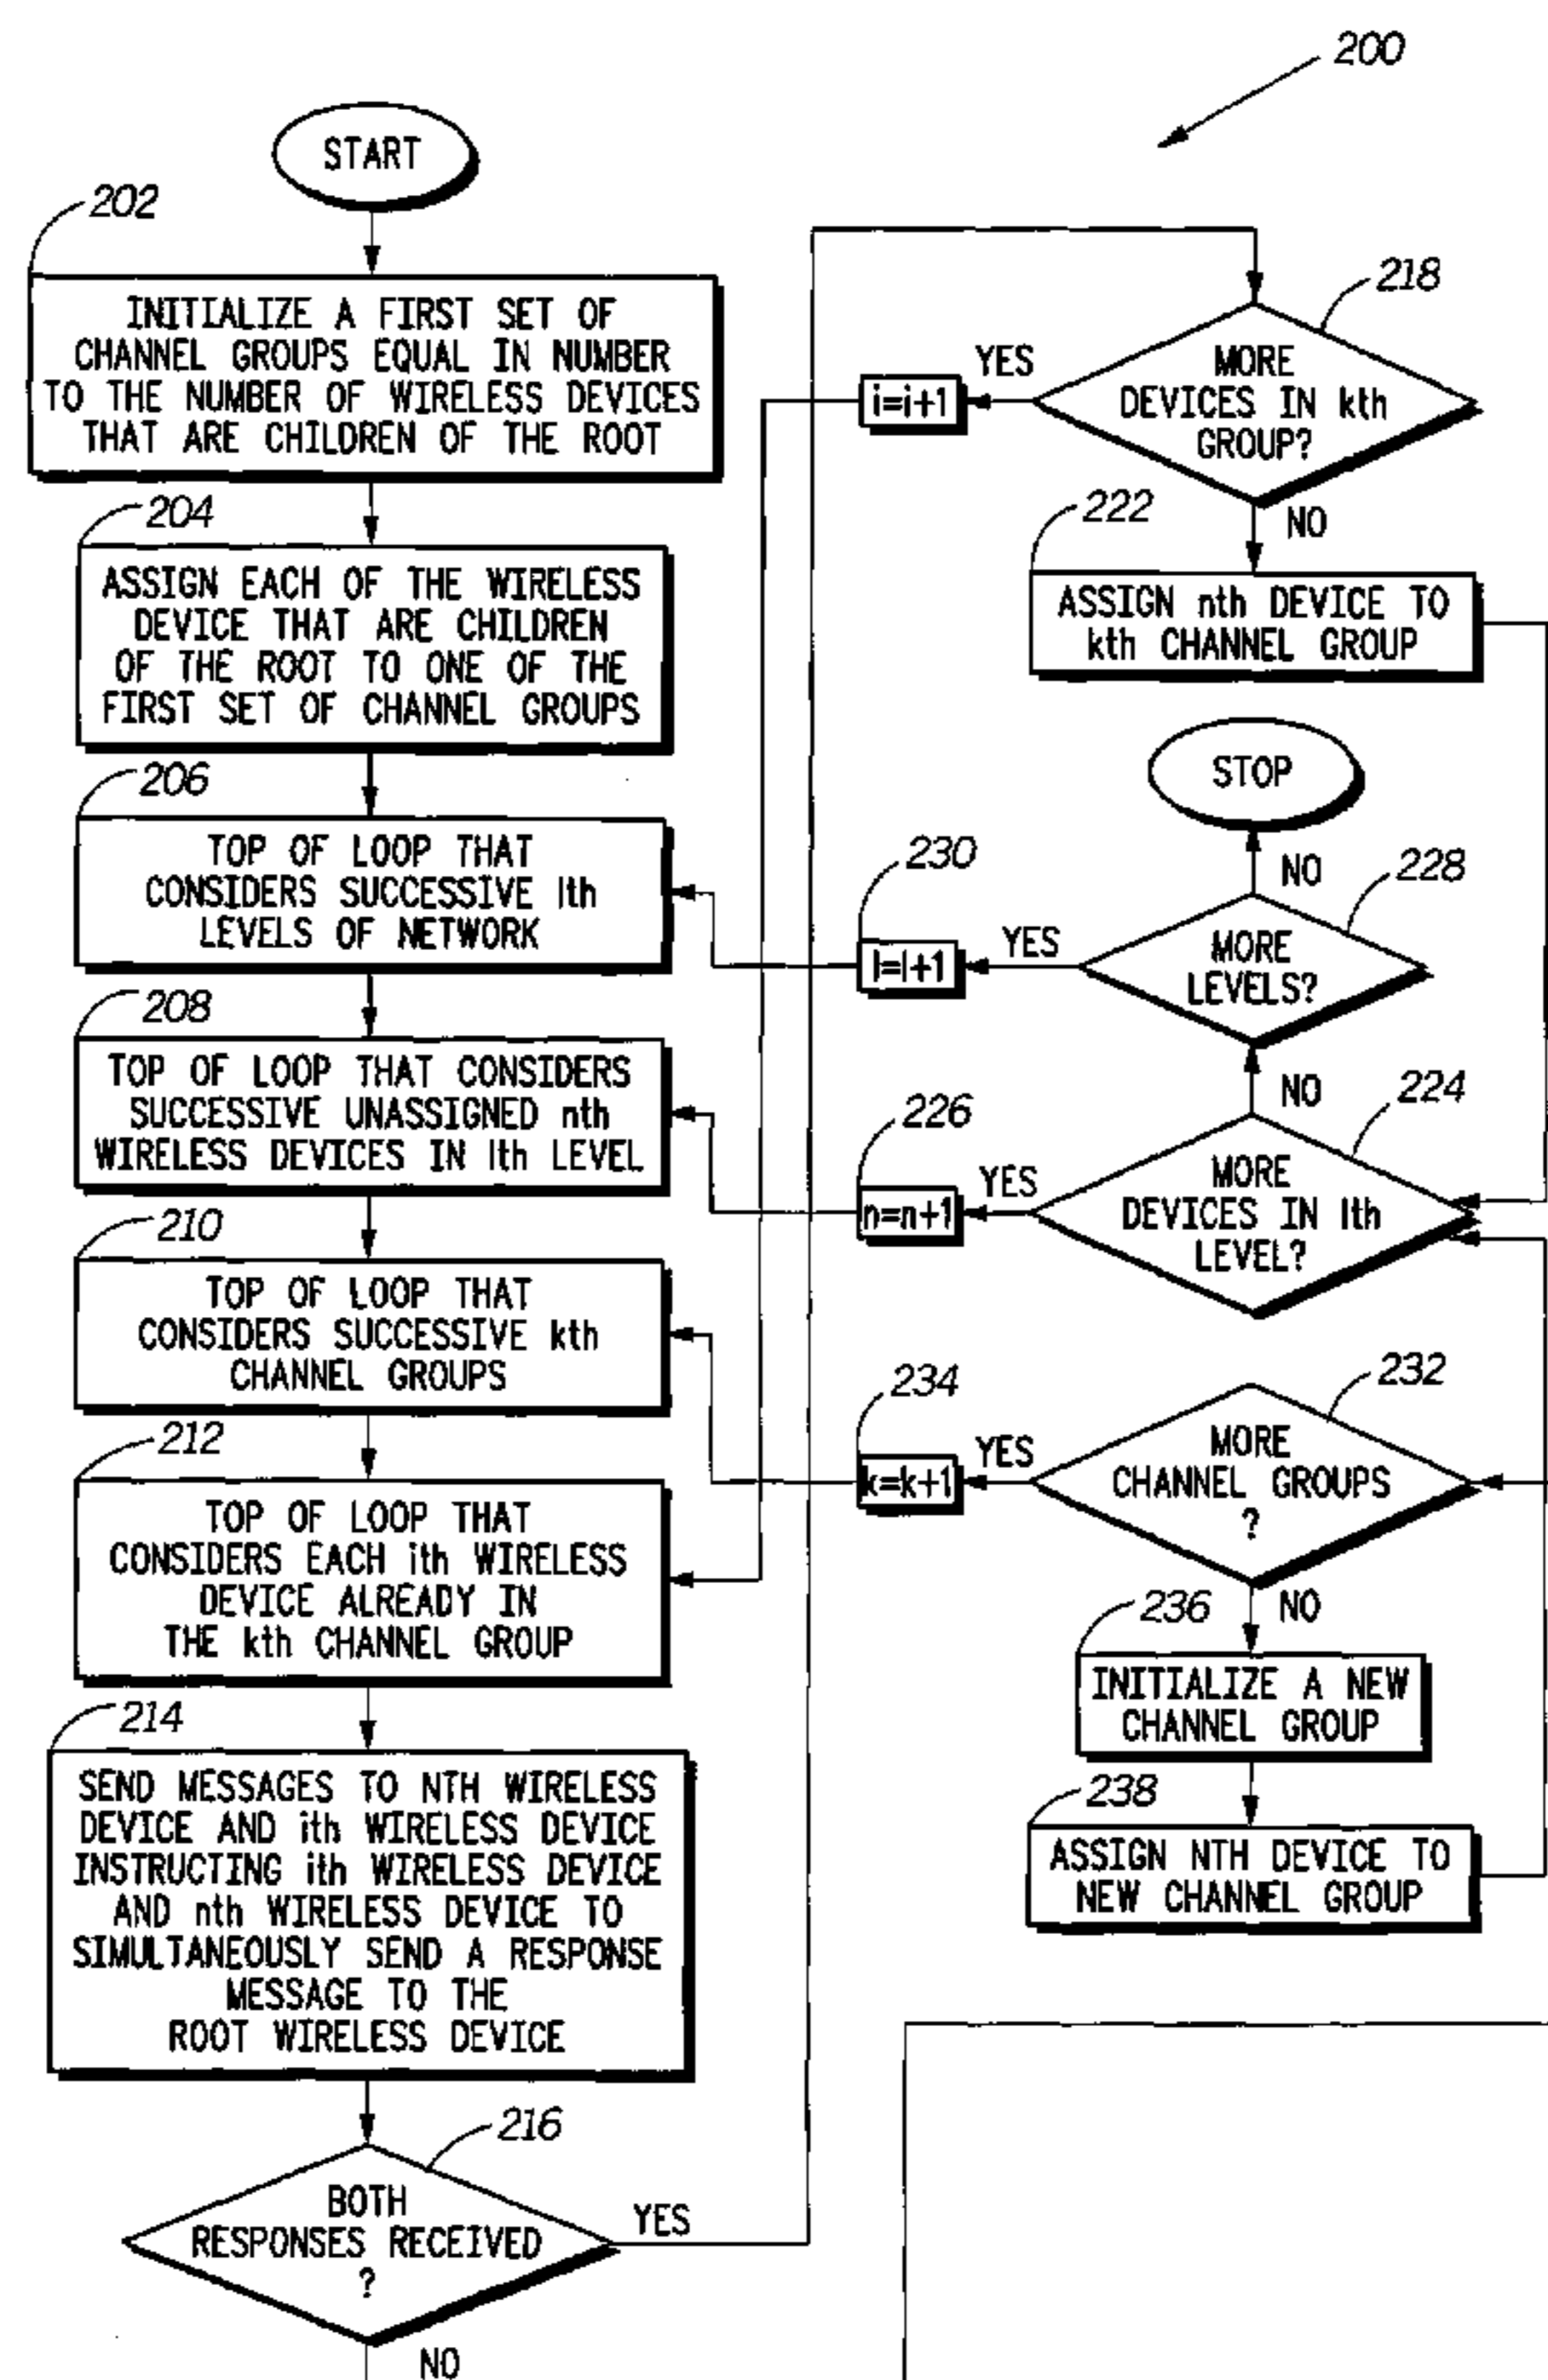 200
START
202
INITIALIZE A FIRST SET OF
CHANNEL GROUPS EQUAL IN NUMBER
TO THE NUMBER OF WIRELESS DEVICES
THAT ARE CHILDREN OF THE ROOT
204
ASSIGN EACH OF THE WIRELESS
DEVICE THAT ARE CHILDREN
OF THE ROOT TO ONE OF THE
FIRST SET OF CHANNEL GROUPS
206
TOP OF LOOP THAT
CONSIDERS SUCCESSIVE lth
LEVELS OF NETWORK
208
TOP OF LOOP THAT CONSIDERS
SUCCESSIVE UNASSIGNED nth
WIRELESS DEVICES IN lth LEVEL
210
TOP OF LOOP THAT
CONSIDERS SUCCESSIVE kth
CHANNEL GROUPS
212
TOP OF LOOP THAT
CONSIDERS EACH ith WIRELESS
DEVICE ALREADY IN
THE kth CHANNEL GROUP
214
SEND MESSAGES TO NTH WIRELESS
DEVICE AND ith WIRELESS DEVICE
INSTRUCTING ith WIRELESS DEVICE
AND nth WIRELESS DEVICE TO
SIMULTANEOUSLY SEND A RESPONSE
MESSAGE TO THE
ROOT WIRELESS DEVICE
216
BOTH
RESPONSES RECEIVED
?
YES
NO
218
MORE
DEVICES IN kth
GROUP?
YES
i=i+1
NO
222
ASSIGN nth DEVICE TO
kth CHANNEL GROUP
STOP
NO
228
MORE
LEVELS?
YES
230
l=l+1
NO
224
MORE
DEVICES IN lth
LEVEL?
YES
226
n=n+1
232
MORE
CHANNEL GROUPS
?
YES
234
k=k+1
NO
236
INITIALIZE A NEW
CHANNEL GROUP
238
ASSIGN NTH DEVICE TO
NEW CHANNEL GROUP